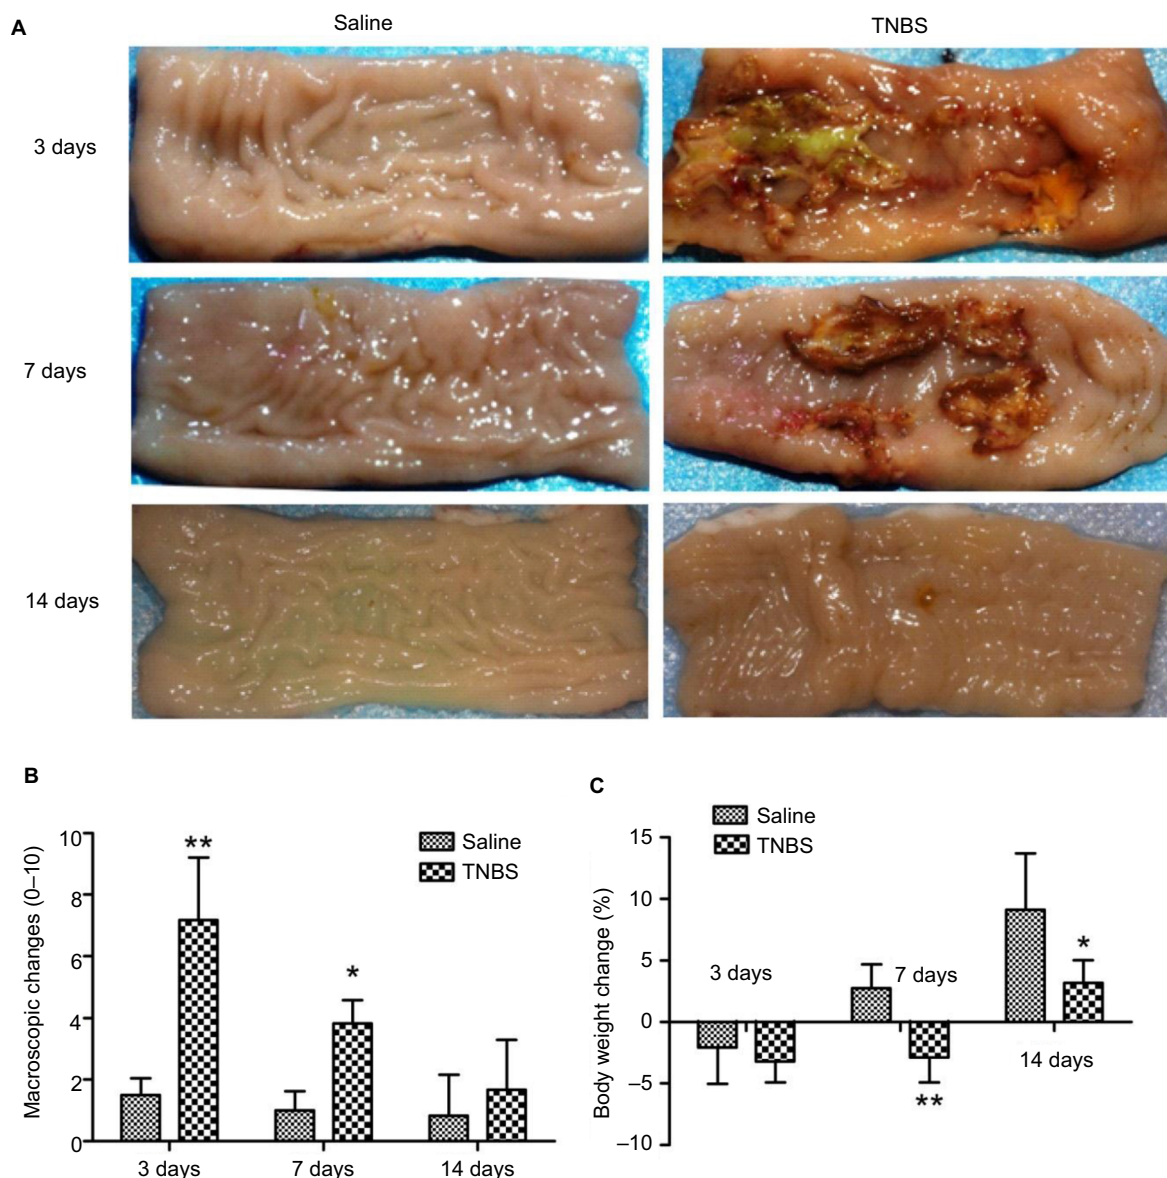 A
Saline
TNBS
3 days
7 days
14 days
B
Macroscopic changes (0–10)
10
8
6
4
2
0
**
*
Saline
TNBS
3 days
7 days
14 days
C
Body weight change (%)
Saline
TNBS
15
10
5
0
–5
–10
3 days
7 days
14 days
**
*